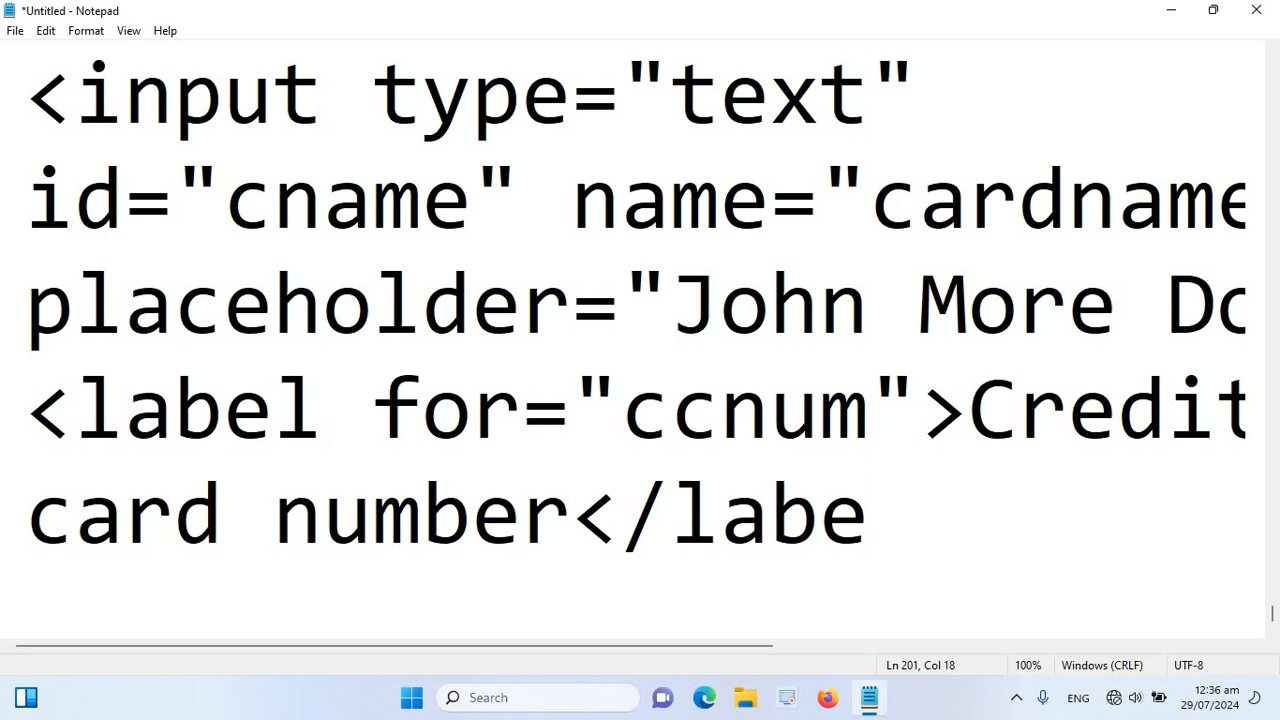 *Untitled - Notepad
File Edit Format View Help
<input type="text"
id="cname" name="cardname
placeholder="John More Do
<label for="ccnum">Credit
card number</labe
Ln 201, Col 18 100% Windows (CRLF) UTF-8
Search ENG 12:36 am
29/07/2024